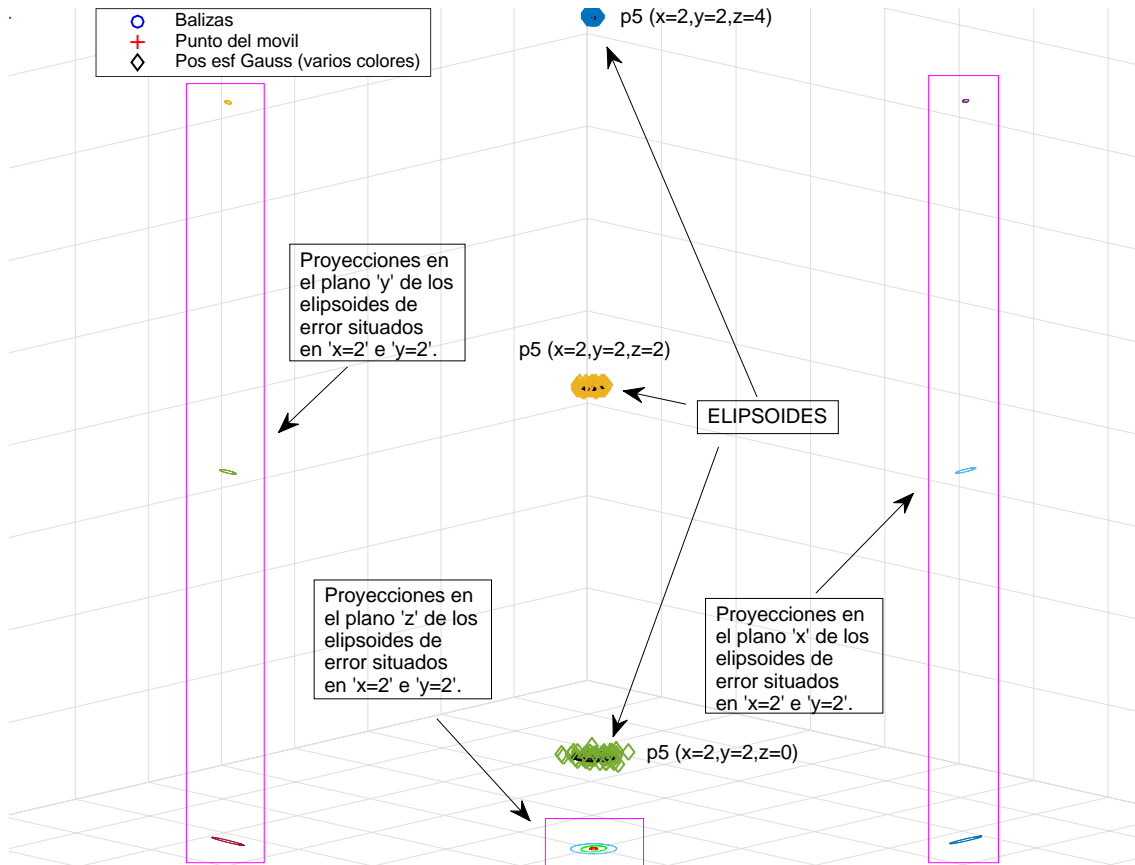 Balizas
Punto del movil
Pos esf Gauss (varios colores)
p5 (x=2,y=2,z=4)
Proyecciones en
el plano 'y' de los
elipsoides de
error situados
en 'x=2' e 'y=2'.
p5 (x=2,y=2,z=2)
ELIPSOIDES
Proyecciones en
el plano 'z' de los
elipsoides de
error situados
en 'x=2' e 'y=2'.
Proyecciones en
el plano 'x' de los
elipsoides de
error situados
en 'x=2' e 'y=2'.
p5 (x=2,y=2,z=0)